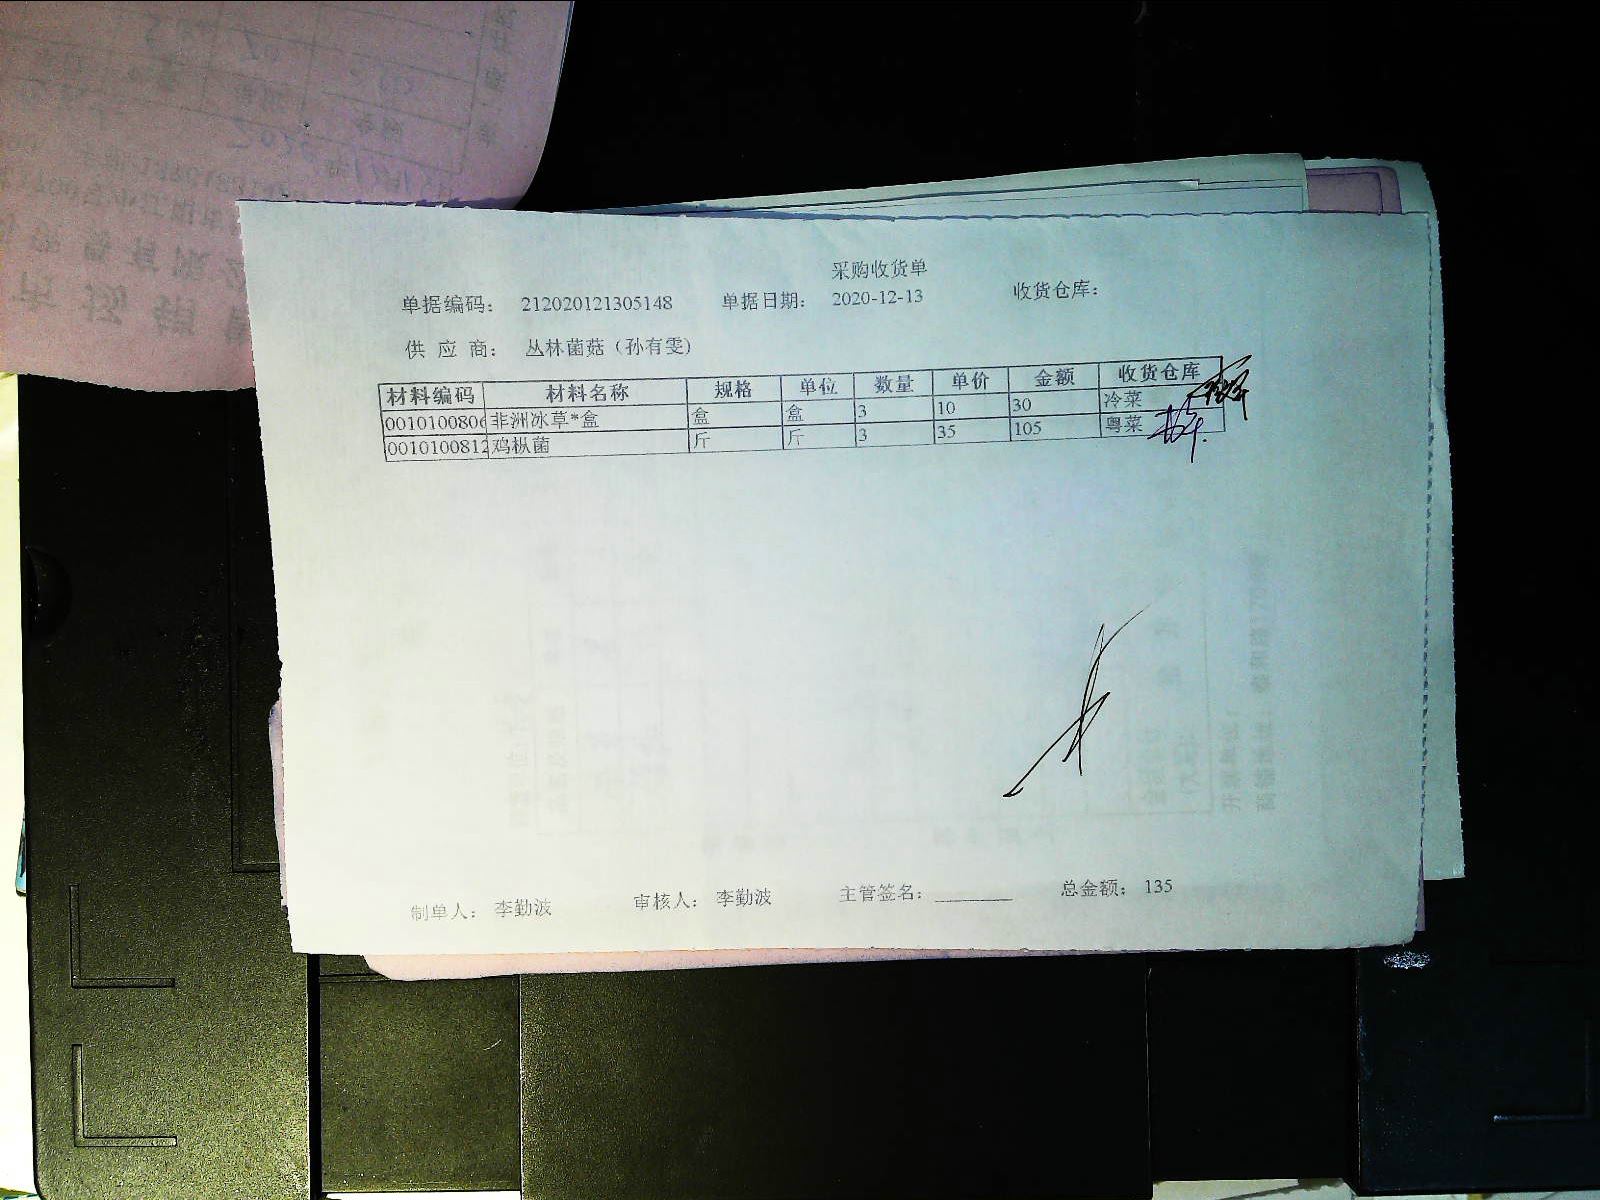 采购收货单
单据编码： 212020121305148 单据日期： 2020-12-13 收货仓库：
供 应 商： 丛林菌菇（孙有雯）
材料编码 材料名称 规格 单位 数量 单价 金额 收货仓库
0010100806 非洲冰草*盒 盒 盒 3 10 30 冷菜
0010100812 鸡枞菌 斤 斤 3 35 105 粤菜
制单人： 李勤波 审核人： 李勤波 主管签名： 总金额： 135